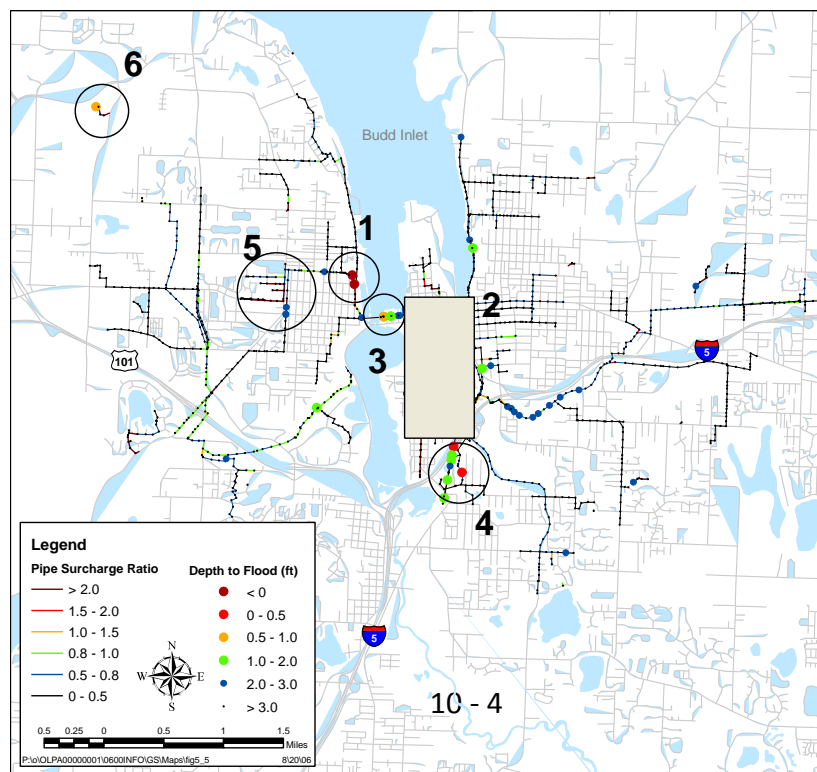 6
Budd Inlet
1
5
2
3
5
101
4
Legend
Pipe Surcharge Ratio
> 2.0
1.5 - 2.0
1.0 - 1.5
0.8 - 1.0
0.5 - 0.8
0 - 0.5
Depth to Flood (ft)
< 0
0 - 0.5
0.5 - 1.0
1.0 - 2.0
2.0 - 3.0
> 3.0
N
W E
S
5
10 - 4
0.5 0.25 0 0.5 1 1.5
Miles
P:\o\OLPA00000001\0600INFO\GS\Maps\fig5_5 8\20\06